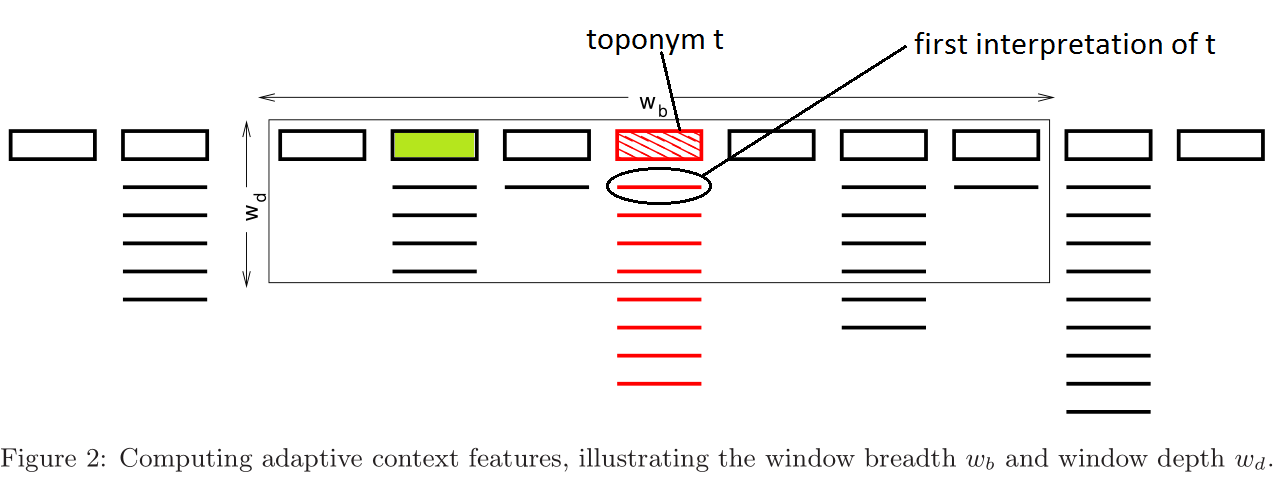 toponym t
first interpretation of t
w_b
w_d
Figure 2: Computing adaptive context features, illustrating the window breadth w_b and window depth w_d.